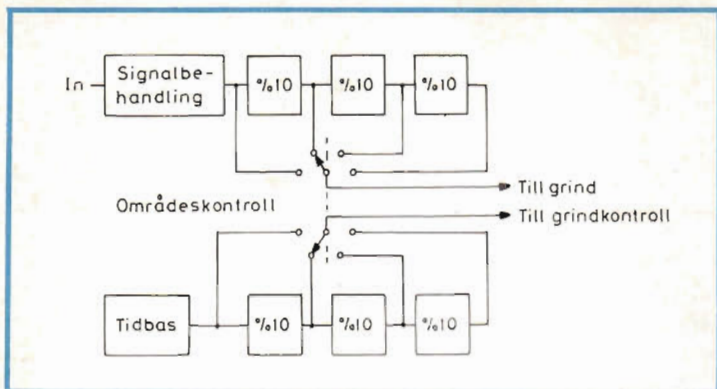 In
Signalbe-
handling
%10
%10
%10
Till grind
Områdeskontroll
Till grindkontroll
Tidbas
%10
%10
%10